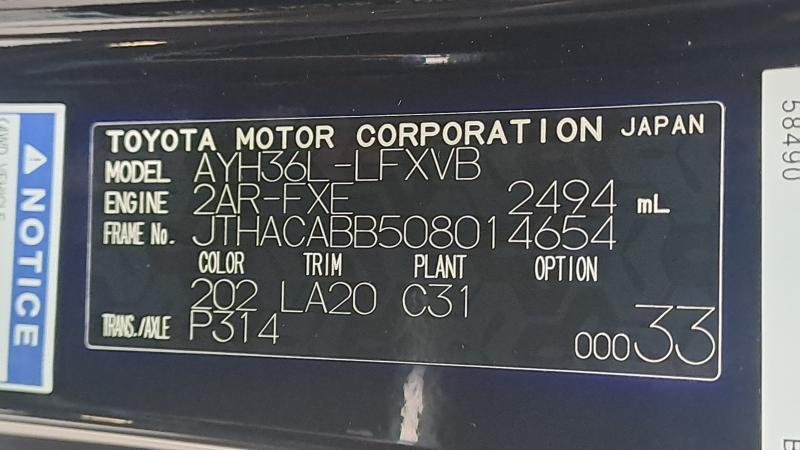 TOYOTA MOTOR CORPORATION JAPAN
MODEL AYH36L-LFXVB
ENGINE 2AR-FXE 2494 mL
FRAME No. JTHACABB508014654
COLOR TRIM PLANT OPTION
202 LA20 C31
TRANS./AXLE P314
00033
NOTICE
58490